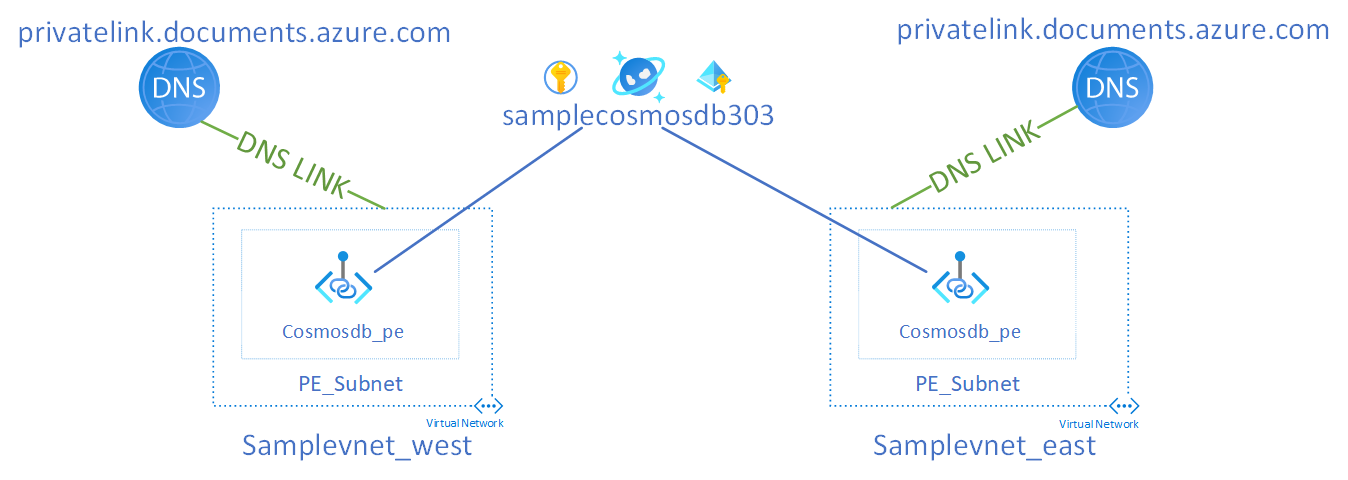 privatelink.documents.azure.com
privatelink.documents.azure.com
DNS
DNS
samplecosmosdb303
DNS LINK
DNS LINK
Cosmosdb_pe
Cosmosdb_pe
PE_Subnet
PE_Subnet
Virtual Network
Virtual Network
Samplevnet_west
Samplevnet_east